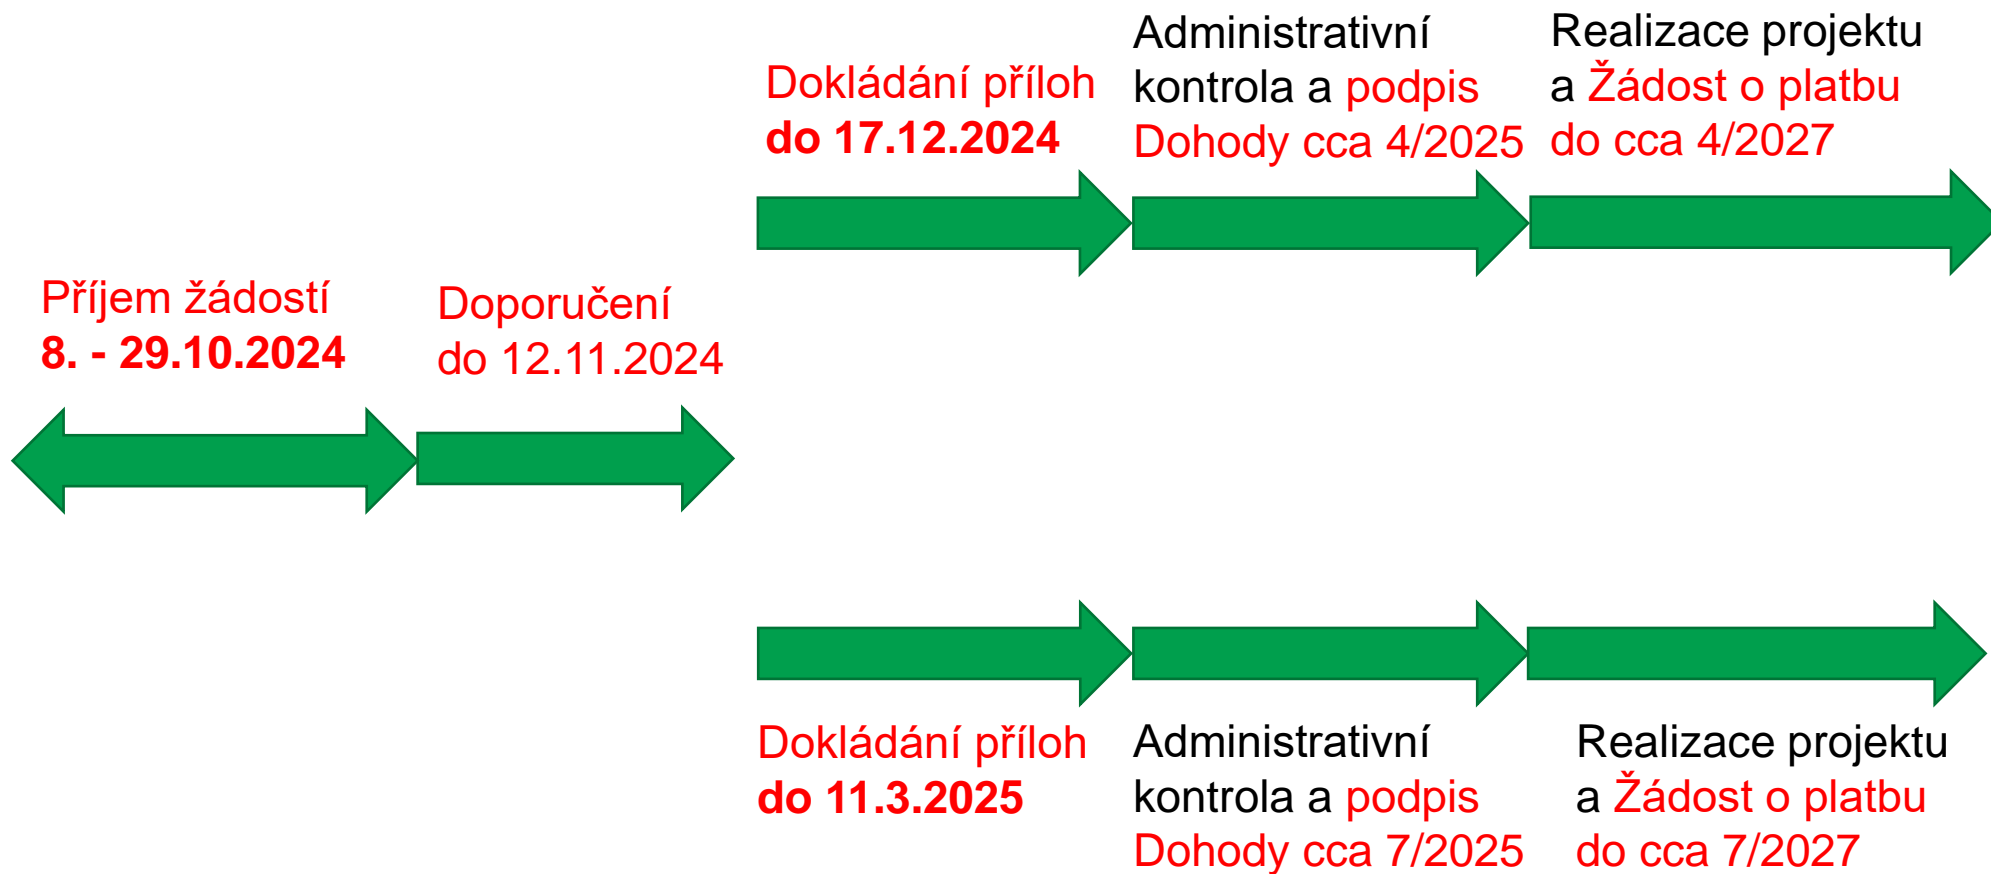 Příjem žádostí
8. - 29.10.2024
Doporučení
do 12.11.2024
Dokládání příloh
do 17.12.2024
Administrativní
kontrola a podpis
Dohody cca 4/2025
Realizace projektu
a Žádost o platbu
do cca 4/2027
Dokládání příloh
do 11.3.2025
Administrativní
kontrola a podpis
Dohody cca 7/2025
Realizace projektu
a Žádost o platbu
do cca 7/2027